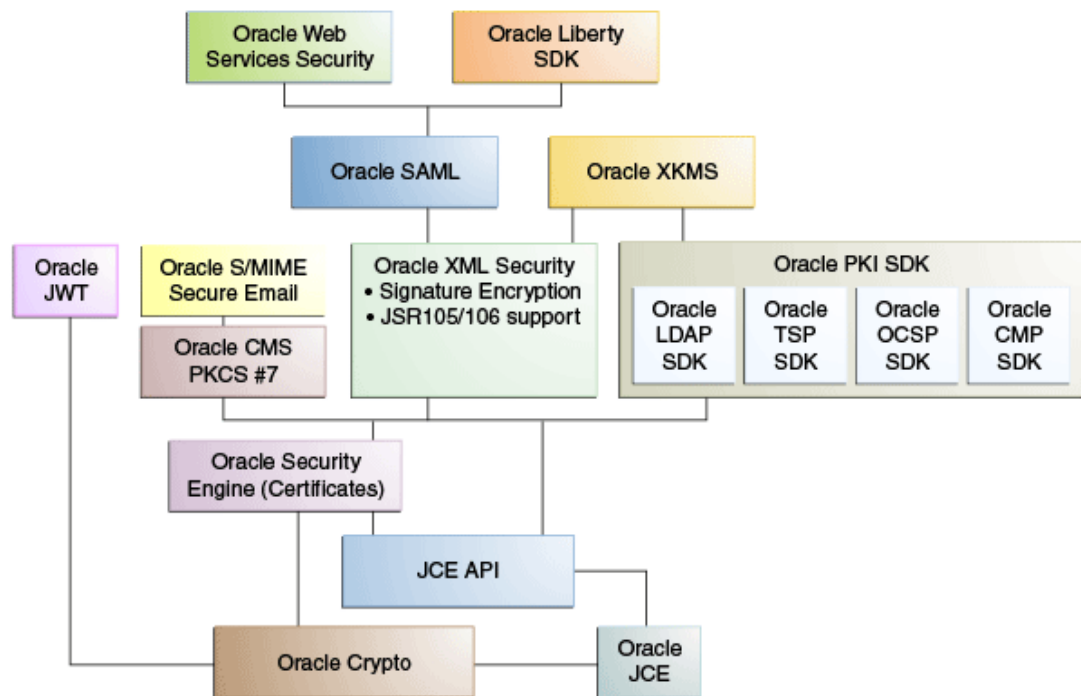 Oracle Web
Services Security
Oracle Liberty
SDK
Oracle SAML
Oracle XKMS
Oracle
JWT
Oracle S/MIME
Secure Email
Oracle XML Security
• Signature Encryption
• JSR105/106 support
Oracle PKI SDK
Oracle
LDAP
SDK
Oracle
TSP
SDK
Oracle
OCSP
SDK
Oracle
CMP
SDK
Oracle CMS
PKCS #7
Oracle Security
Engine (Certificates)
JCE API
Oracle Crypto
Oracle
JCE